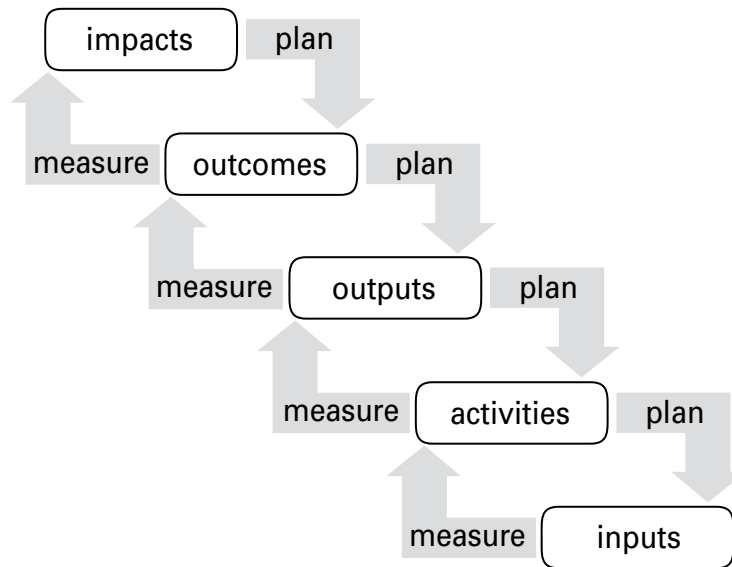 impacts plan
measure outcomes plan
measure outputs plan
measure activities plan
measure inputs